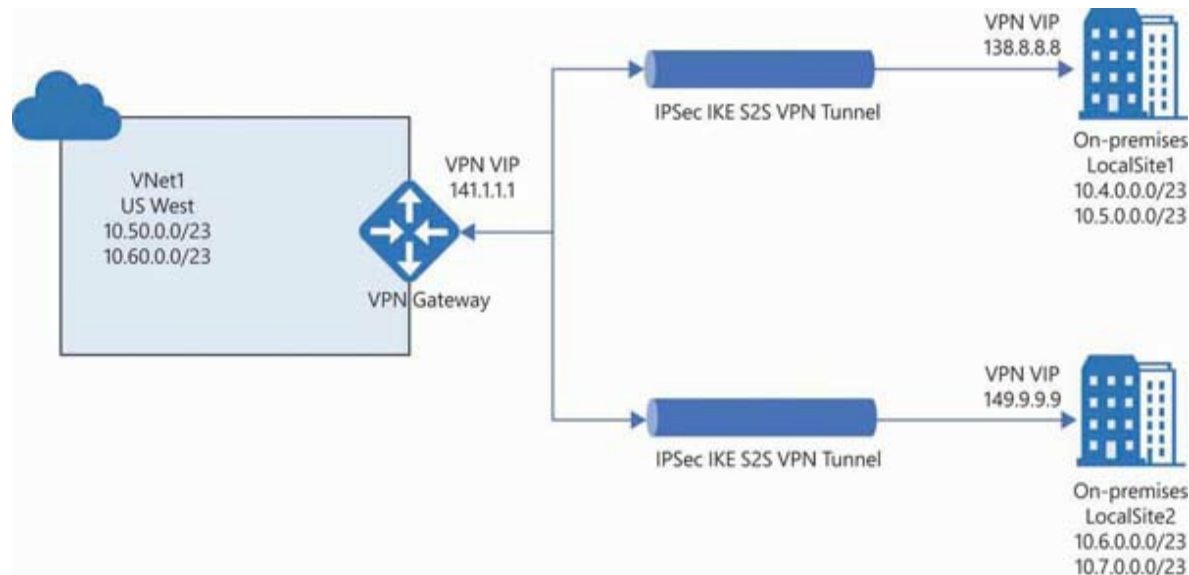 VPN VIP
138.8.8.8
IPSec IKE S2S VPN Tunnel
On-premises
LocalSite1
10.4.0.0.0/23
10.5.0.0.0/23
VNet1
US West
10.50.0.0/23
10.60.0.0/23
VPN VIP
141.1.1.1
VPN Gateway
VPN VIP
149.9.9.9
IPSec IKE S2S VPN Tunnel
On-premises
LocalSite2
10.6.0.0.0/23
10.7.0.0.0/23